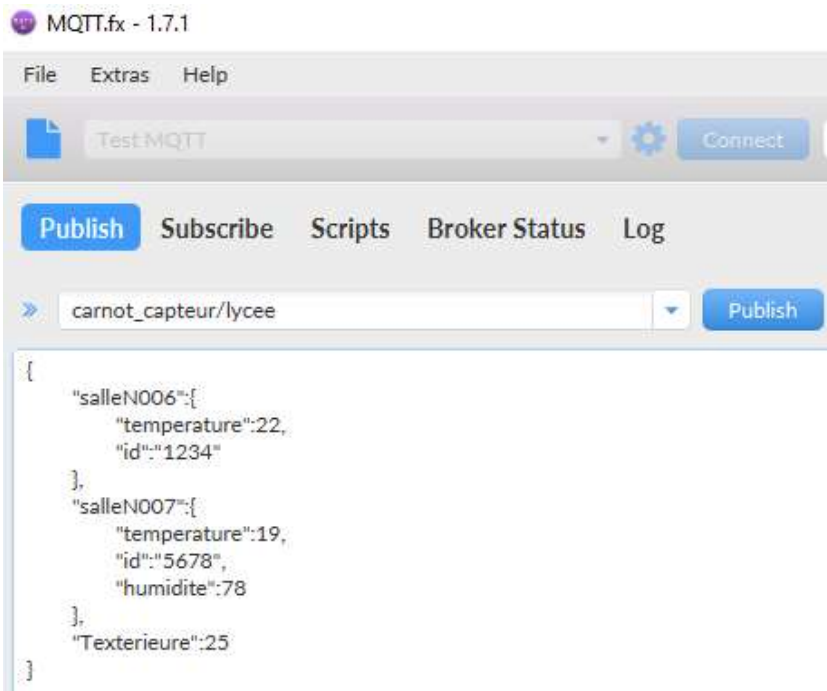 MQTT.fx - 1.7.1
File Extras Help
Test MQTT Connect
Publish Subscribe Scripts Broker Status Log
carnot_capteur/lycee Publish
{
"salleN006":{
"temperature":22,
"id":"1234"
},
"salleN007":{
"temperature":19,
"id":"5678",
"humidite":78
},
"Texterieure":25
}